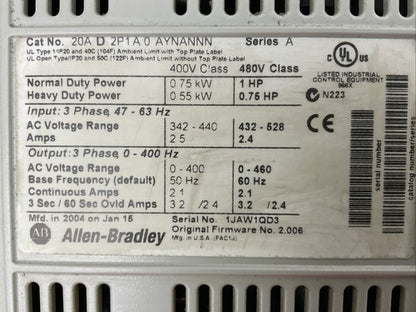 Cat No. 20A D 2P1 A 0 AYNANNN Series A
UL Type 1/IP20 and 40C (104F) Ambient Limit with Top Plate Label
UL Open Type/IP20 and 50C (122F) Ambient Limit without Top Plate Label
400V Class 480V Class
Normal Duty Power 0.75 kW 1 HP
Heavy Duty Power 0.55 kW 0.75 HP
Input: 3 Phase, 47 - 63 Hz
AC Voltage Range 342 - 440 432 - 528
Amps 2.5 2.4
Output: 3 Phase, 0 - 400 Hz
AC Voltage Range 0 - 400 0 - 460
Base Frequency (default) 50 Hz 60 Hz
Continuous Amps 2.1 2.1
3 Sec / 60 Sec Ovld Amps 3.2 / 2.4 3.2 / 2.4
Mfd. in 2004 on Jan 15 Serial No. 1JAW1QD3
AB Allen-Bradley Original Firmware No. 2.006
Mfg. in U.S.A. (FAC1J)
C UL US
LISTED INDUSTRIAL
CONTROL EQUIPMENT
966X
N223
CE
serial number
catalog number/series